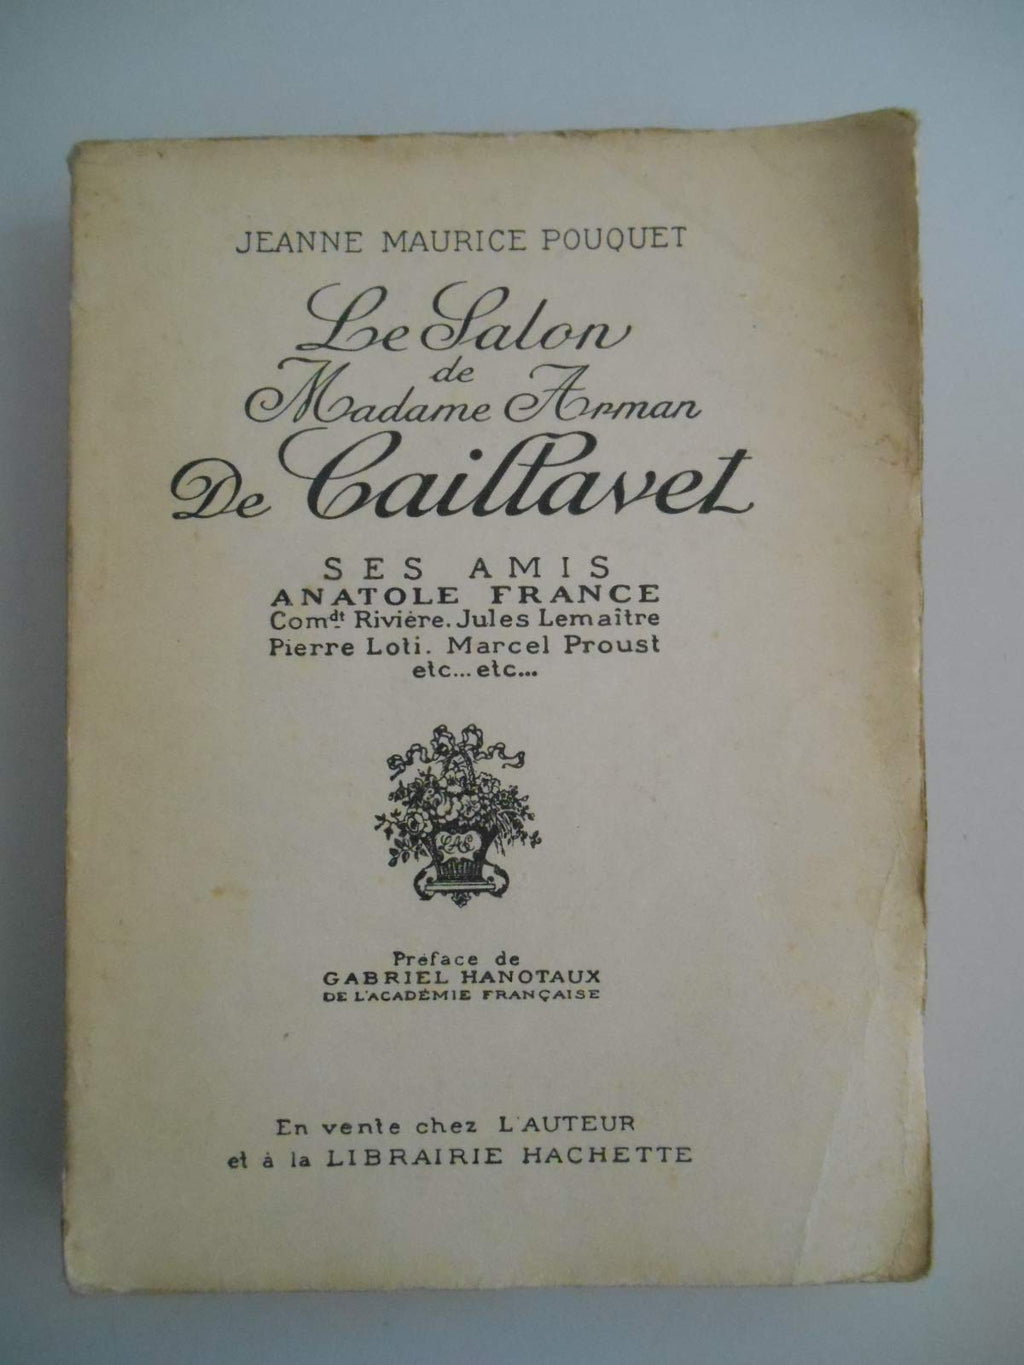 JEANNE MAURICE POUQUET
Le Salon
de
Madame Arman
De Caillavet
SES AMIS
ANATOLE FRANCE
Comdt Rivière. Jules Lemaître
Pierre Loti. Marcel Proust
etc... etc...
Préface de
GABRIEL HANOTAUX
DE L'ACADÉMIE FRANÇAISE
En vente chez L'AUTEUR
et à la LIBRAIRIE HACHETTE